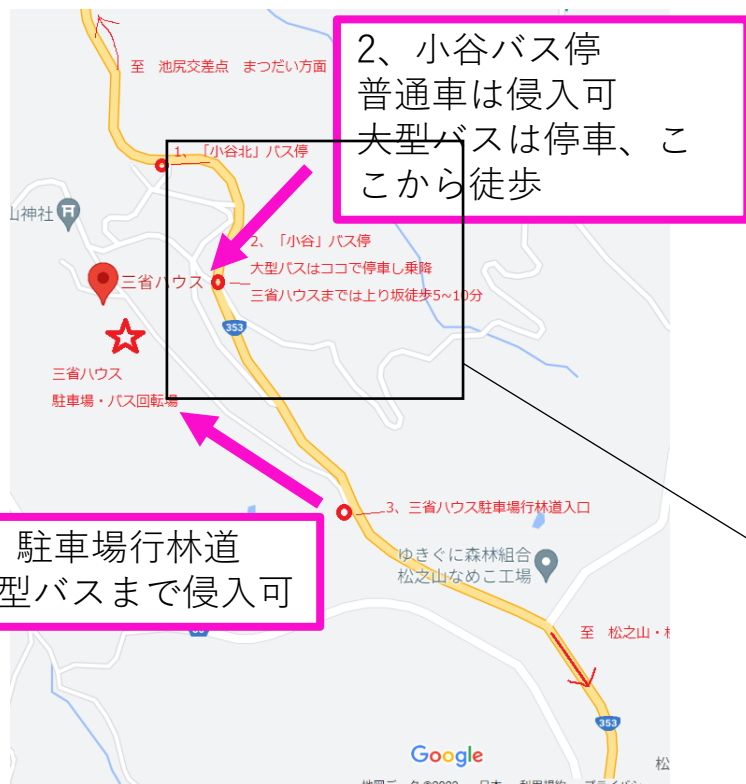 2、小谷バス停
普通車は侵入可
大型バスは停車、こ
こから徒歩
至 池尻交差点 まつだい方面
1、「小谷北」バス停
山神社
2、「小谷」バス停
大型バスはココで停車し乗降
三省ハウスまでは上り坂徒歩5~10分
三省ハウス
353
三省ハウス
駐車場・バス回転場
3、三省ハウス駐車場行林道入口
駐車場行林道
型バスまで侵入可
ゆきぐに森林組合
松之山なめこ工場
至 松之山・
353
Google
松